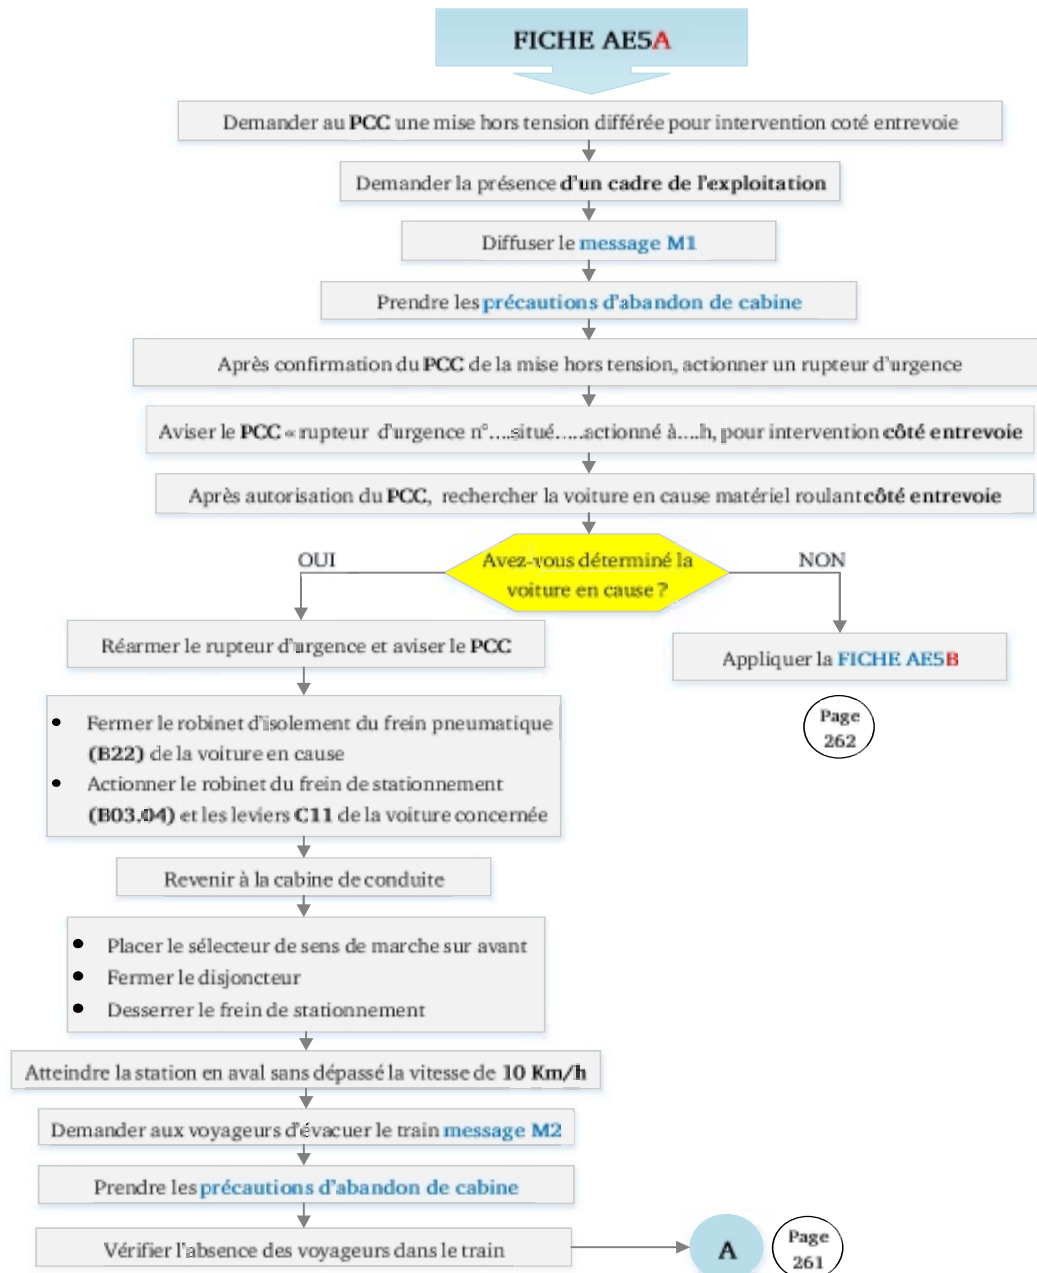 FICHE AE5A
Demander au PCC une mise hors tension différée pour intervention coté entrevoie
Demander la présence d'un cadre de l'exploitation
Diffuser le message M1
Prendre les précautions d'abandon de cabine
Après confirmation du PCC de la mise hors tension, actionner un rupteur d'urgence
Aviser le PCC « rupteur d'urgence n°....situé.....actionné à....h, pour intervention côté entrevoie
Après autorisation du PCC, rechercher la voiture en cause matériel roulant côté entrevoie
Avez-vous déterminé la
voiture en cause ?
OUI
NON
Réarmer le rupteur d'urgence et aviser le PCC
Appliquer la FICHE AE5B
Page
262
• Fermer le robinet d'isolement du frein pneumatique
(B22) de la voiture en cause
• Actionner le robinet du frein de stationnement
(B03.04) et les leviers C11 de la voiture concernée
Revenir à la cabine de conduite
• Placer le sélecteur de sens de marche sur avant
• Fermer le disjoncteur
• Desserrer le frein de stationnement
Atteindre la station en aval sans dépassé la vitesse de 10 Km/h
Demander aux voyageurs d'évacuer le train message M2
Prendre les précautions d'abandon de cabine
Vérifier l'absence des voyageurs dans le train
A
Page
261